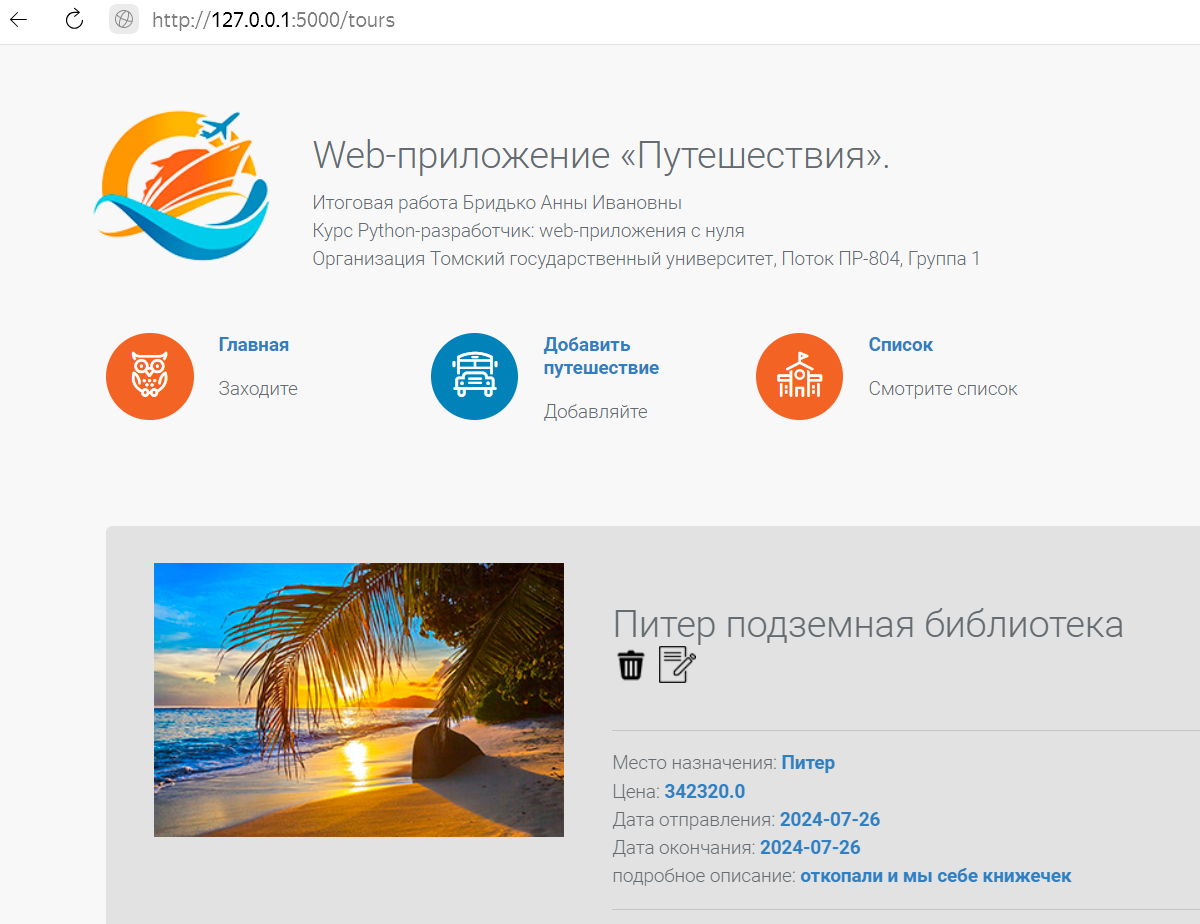 http://127.0.0.1:5000/tours
Web-приложение «Путешествия».
Итоговая работа Бридько Анны Ивановны
Курс Python-разработчик: web-приложения с нуля
Организация Томский государственный университет, Поток ПР-804, Группа 1
Главная
Заходите
Добавить
путешествие
Добавляйте
Список
Смотрите список
Питер подземная библиотека
Место назначения: Питер
Цена: 342320.0
Дата отправления: 2024-07-26
Дата окончания: 2024-07-26
подробное описание: откопали и мы себе книжечек